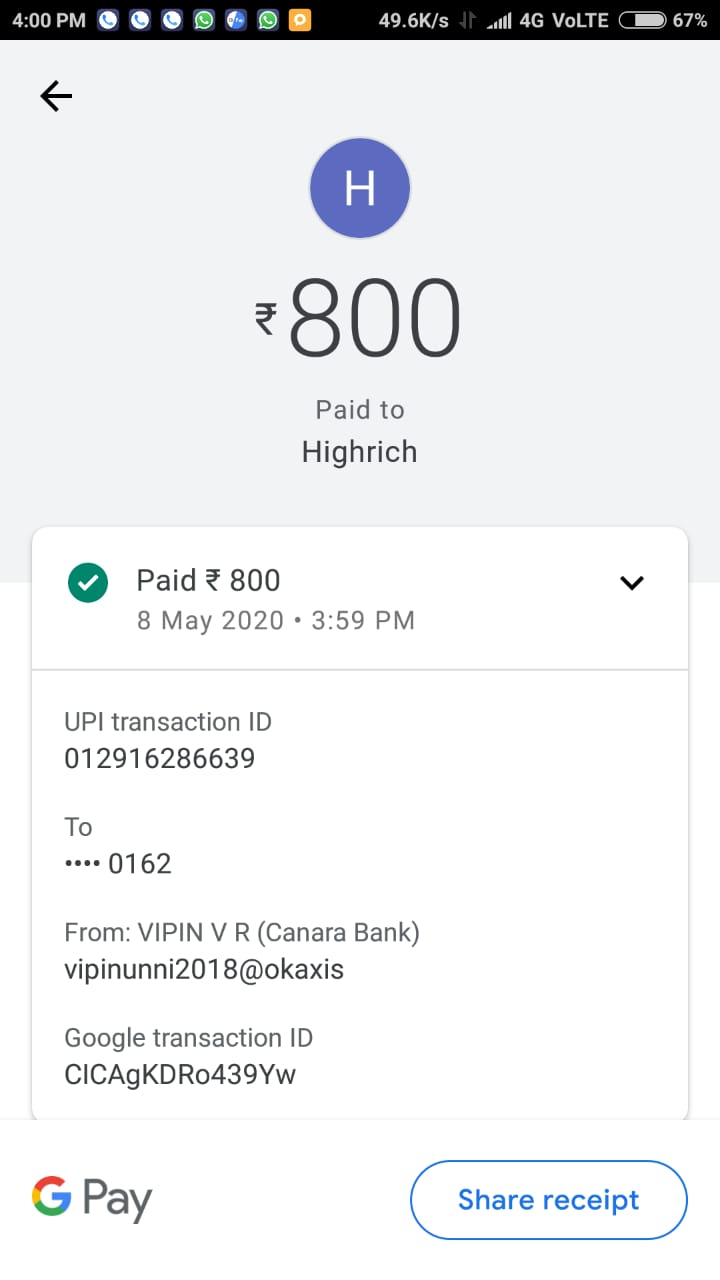 4:00 PM 49.6K/s 4G VoLTE 67%
H
₹800
Paid to
Highrich
Paid ₹ 800
8 May 2020 • 3:59 PM
UPI transaction ID
012916286639
To
•••• 0162
From: VIPIN V R (Canara Bank)
vipinunni2018@okaxis
Google transaction ID
CICAgKDRo439Yw
G Pay
Share receipt